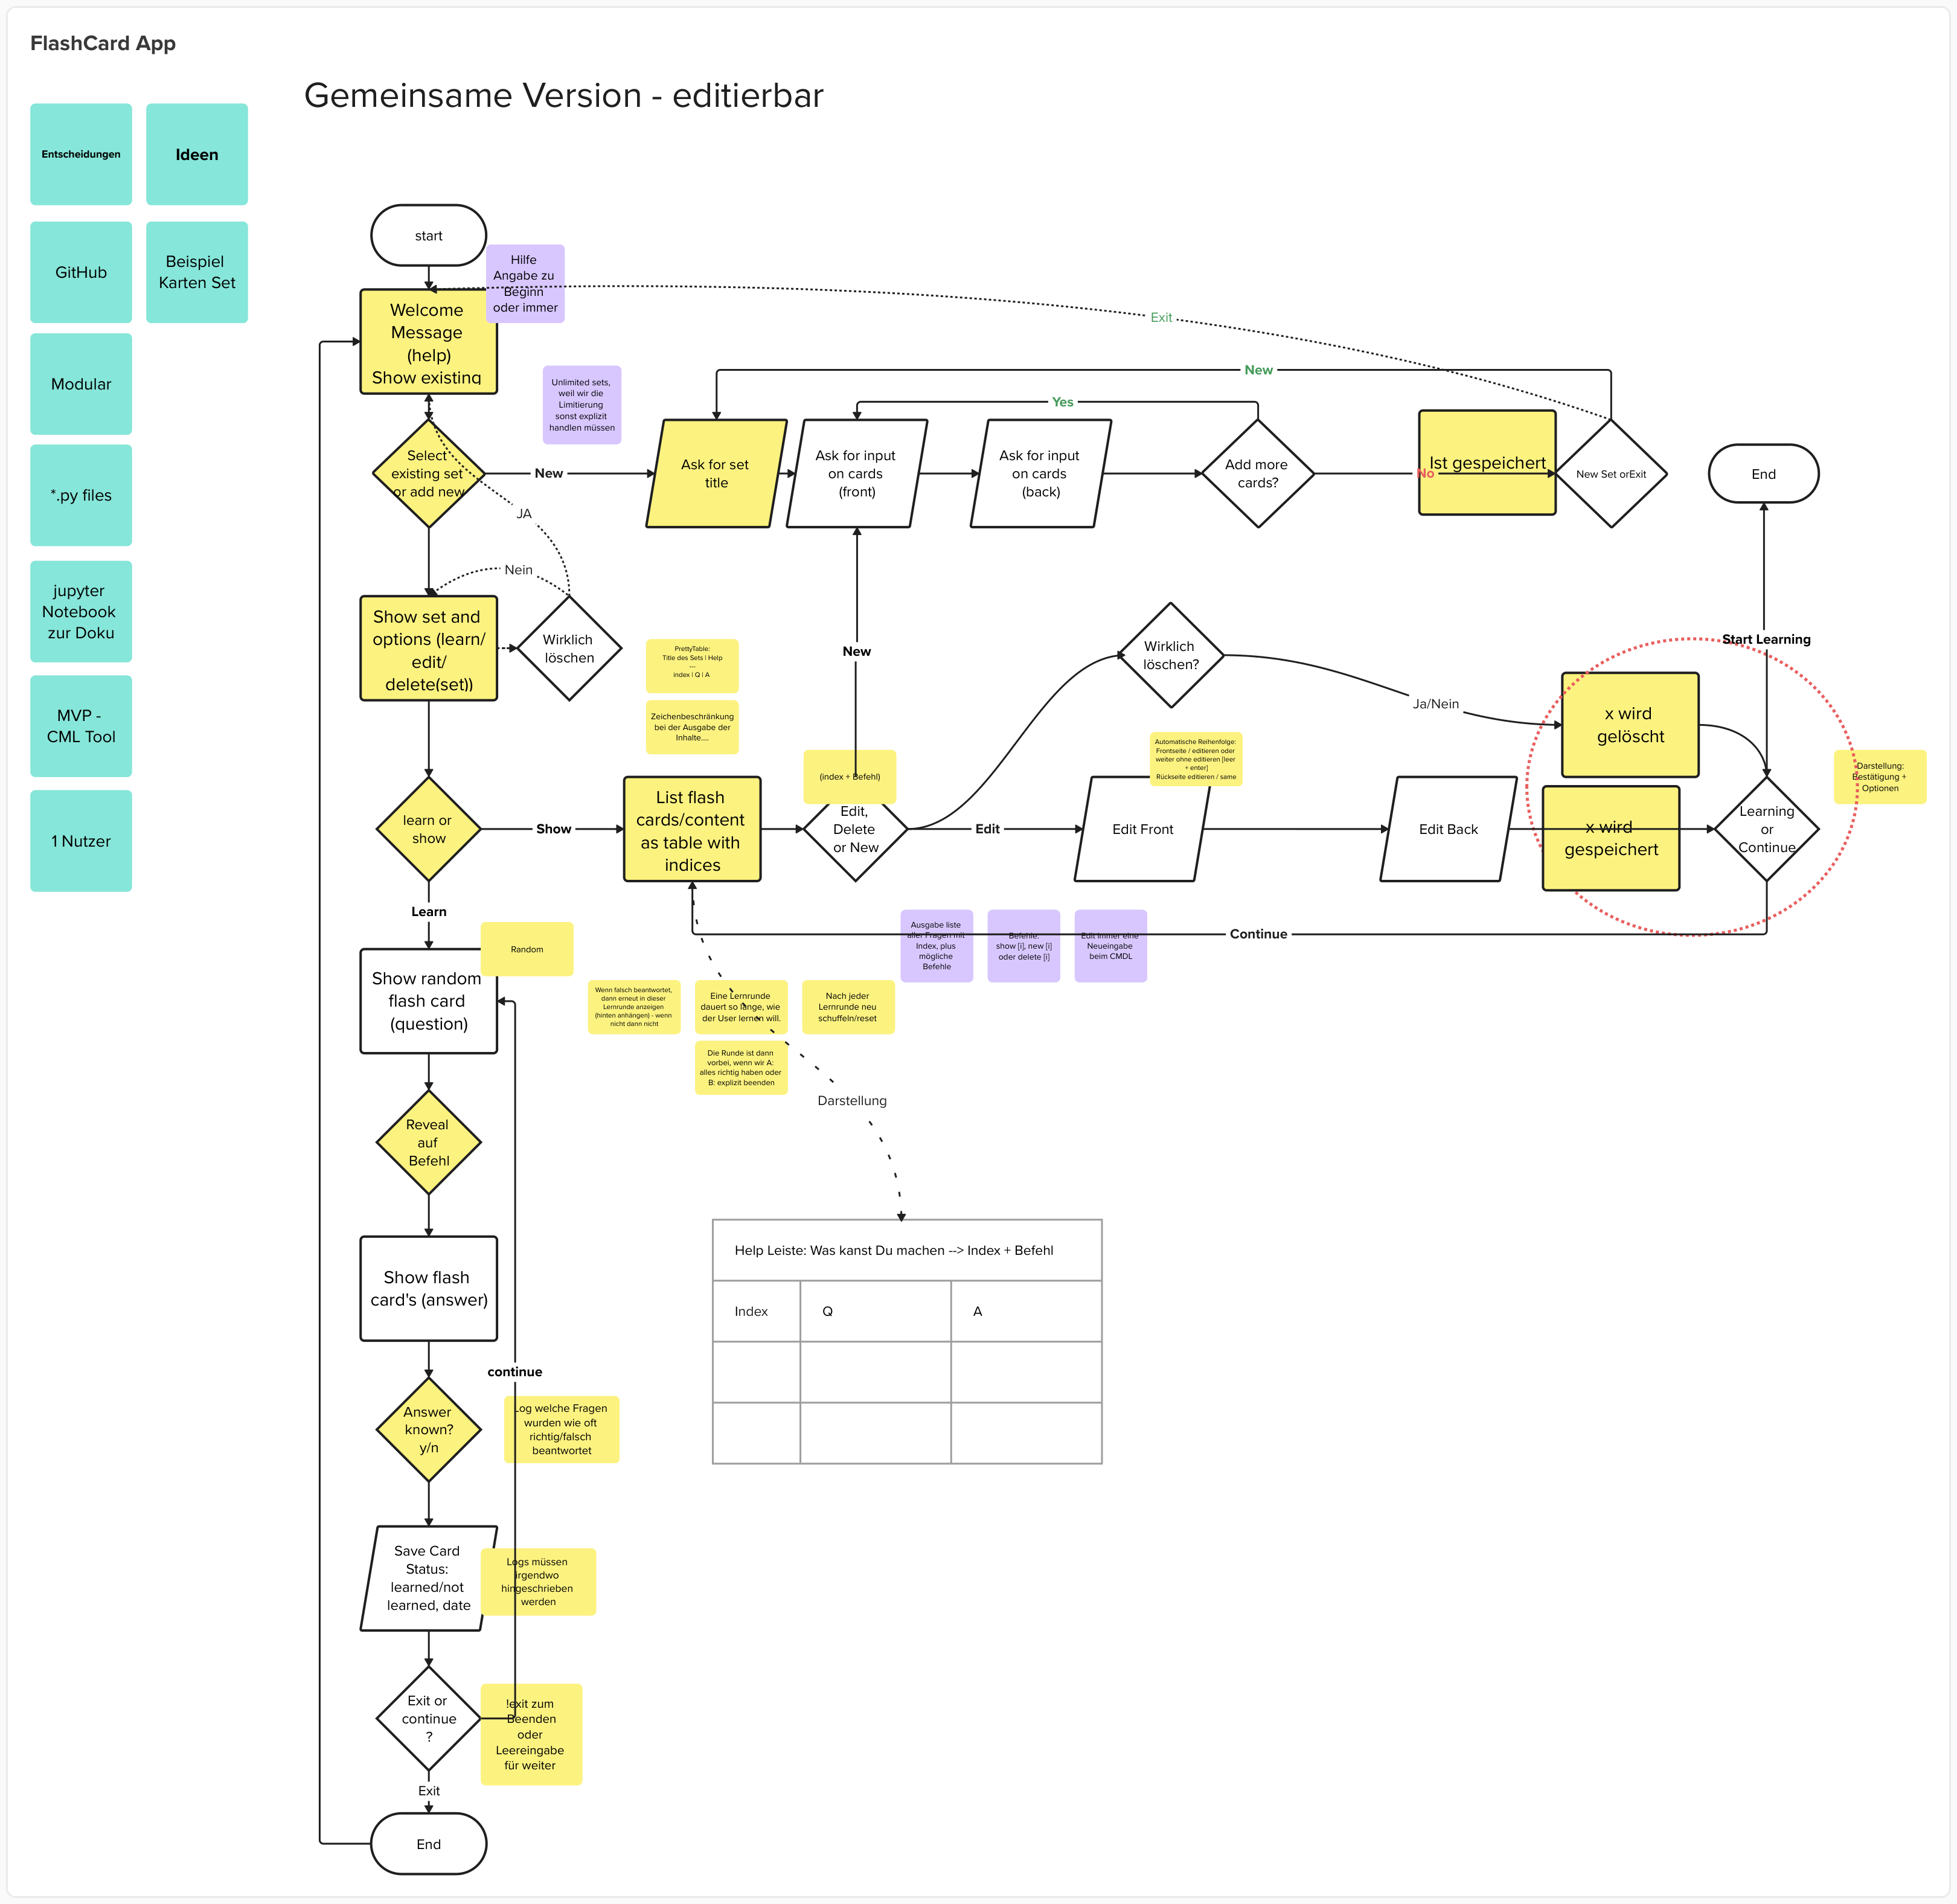 FlashCard App
Gemeinsame Version - editierbar
Entscheidungen
Ideen
GitHub
Beispiel
Karten Set
Modular
*.py files
jupyter
Notebook
zur Doku
MVP -
CML Tool
1 Nutzer
start
Hilfe
Angabe zu
Beginn
oder immer
Welcome
Message
(help)
Show existing
Exit
New
Yes
Unlimited sets,
weil wir die
Limitierung
sonst explizit
handlen müssen
Select
existing set
or add new
New
Ask for set
title
Ask for input
on cards
(front)
Ask for input
on cards
(back)
Add more
cards?
No
Ist gespeichert
New Set orExit
End
JA
Nein
Show set and
options (learn/
edit/
delete(set))
Wirklich
löschen
PrettyTable:
Title des Sets | Help
---
index | Q | A
Zeichenbeschränkung
bei der Ausgabe der
Inhalte....
New
Wirklich
löschen?
Ja/Nein
Start Learning
x wird
gelöscht
Darstellung:
Bestätigung +
Optionen
learn or
show
Show
List flash
cards/content
as table with
indices
(index + Befehl)
Edit,
Delete
or New
Edit
Automatische Reihenfolge:
Frontseite / editieren oder
weiter ohne editieren [leer
+ enter]
Rückseite editieren / same
Edit Front
Edit Back
x wird
gespeichert
Learning
or
Continue
Learn
Continue
Ausgabe liste
aller Fragen mit
Index, plus
mögliche
Befehle
Befehle:
show [i], new [i]
oder delete [i]
Edit immer eine
Neueingabe
beim CMDL
Random
Show random
flash card
(question)
Wenn falsch beantwortet,
dann erneut in dieser
Lernrunde anzeigen
(hinten anhängen) - wenn
nicht dann nicht
Eine Lernrunde
dauert so lange, wie
der User lernen will.
Nach jeder
Lernrunde neu
schuffeln/reset
Die Runde ist dann
vorbei, wenn wir A:
alles richtig haben oder
B: explizit beenden
Darstellung
Reveal
auf
Befehl
Show flash
card's (answer)
Help Leiste: Was kanst Du machen --> Index + Befehl
Index
Q
A
continue
Answer
known?
y/n
Log welche Fragen
wurden wie oft
richtig/falsch
beantwortet
Save Card
Status:
learned/not
learned, date
Logs müssen
irgendwo
hingeschrieben
werden
Exit or
continue
?
!exit zum
Beenden
oder
Leereingabe
für weiter
Exit
End